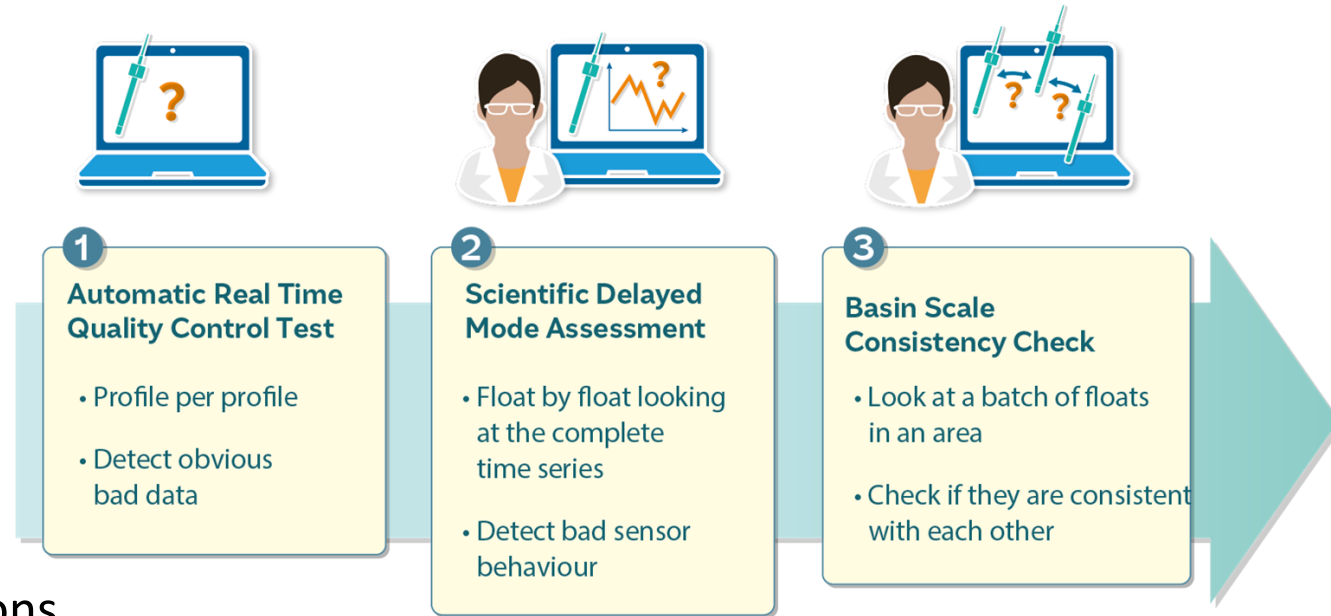 ?
?
? ?
1
Automatic Real Time
Quality Control Test
• Profile per profile
• Detect obvious
bad data
2
Scientific Delayed
Mode Assessment
• Float by float looking
at the complete
time series
• Detect bad sensor
behaviour
3
Basin Scale
Consistency Check
• Look at a batch of floats
in an area
• Check if they are consistent
with each other